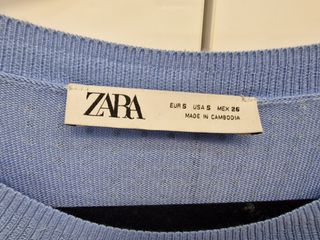 ZARA
EUR S USA S MEX 26
MADE IN CAMBODIA